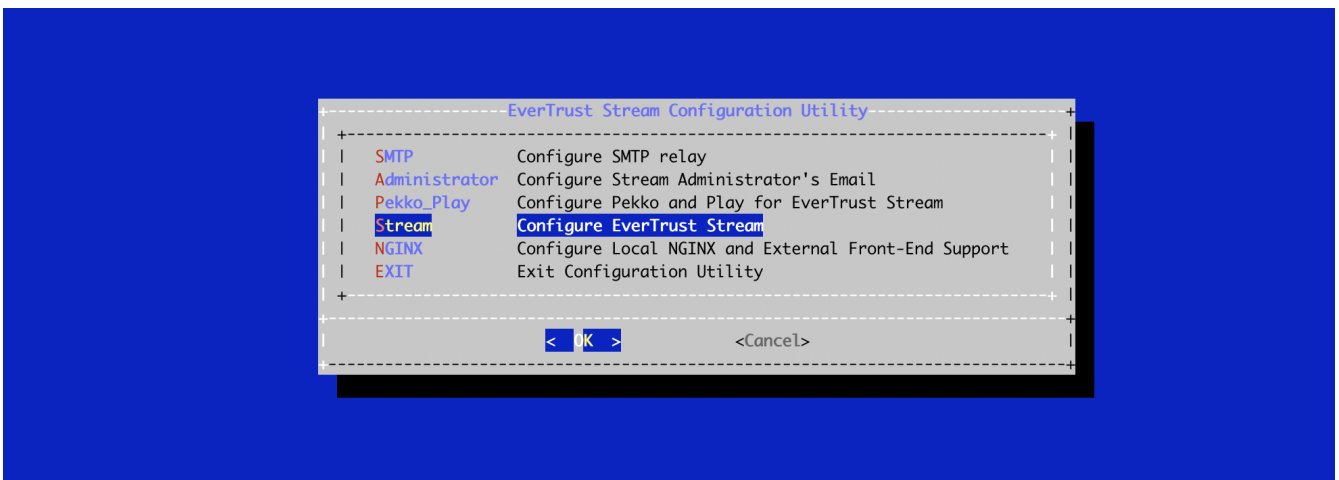 EverTrust Stream Configuration Utility
SMTP Configure SMTP relay
Administrator Configure Stream Administrator's Email
Pekko_Play Configure Pekko and Play for EverTrust Stream
Stream Configure EverTrust Stream
NGINX Configure Local NGINX and External Front-End Support
EXIT Exit Configuration Utility
< OK > <Cancel>